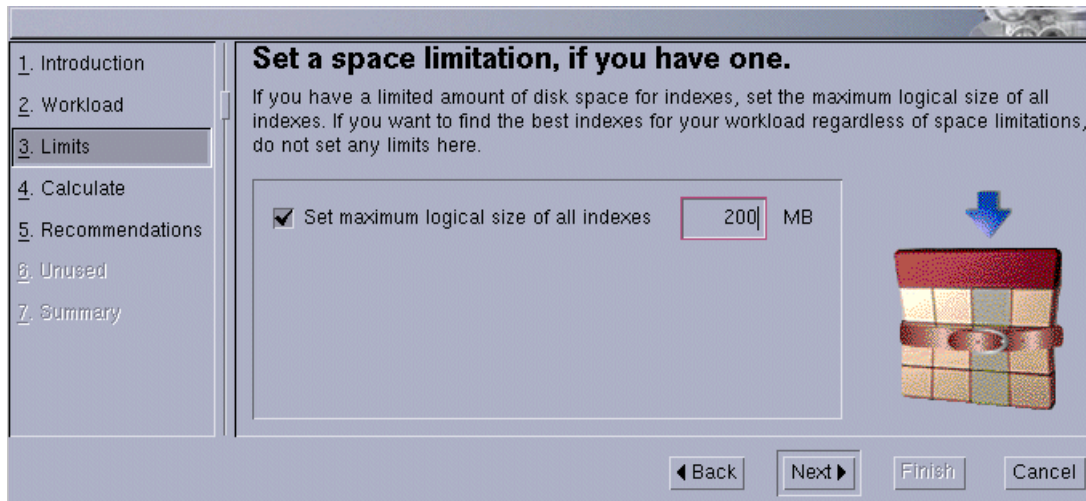 1. Introduction
2. Workload
3. Limits
4. Calculate
5. Recommendations
6. Unused
7. Summary
Set a space limitation, if you have one.
If you have a limited amount of disk space for indexes, set the maximum logical size of all
indexes. If you want to find the best indexes for your workload regardless of space limitations,
do not set any limits here.
Set maximum logical size of all indexes 200 MB
Back Next Finish Cancel